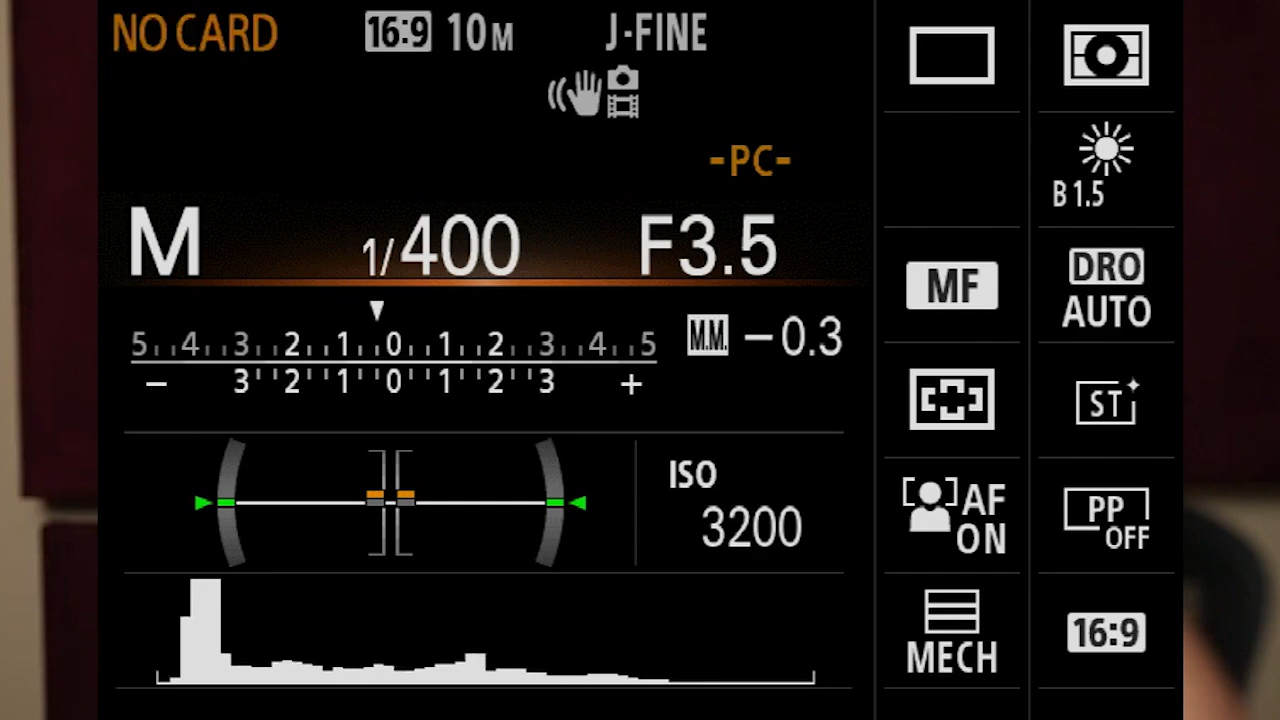 NO CARD 16:9 10M J-FINE
-PC-
B 1.5
M 1/400 F3.5
MF
DRO
AUTO
5 4 3 2 1 0 1 2 3 4 5
M.M. −0.3
− 3 2 1 0 1 2 3 +
ST
ISO
3200
AF
ON
PP
OFF
MECH
16:9